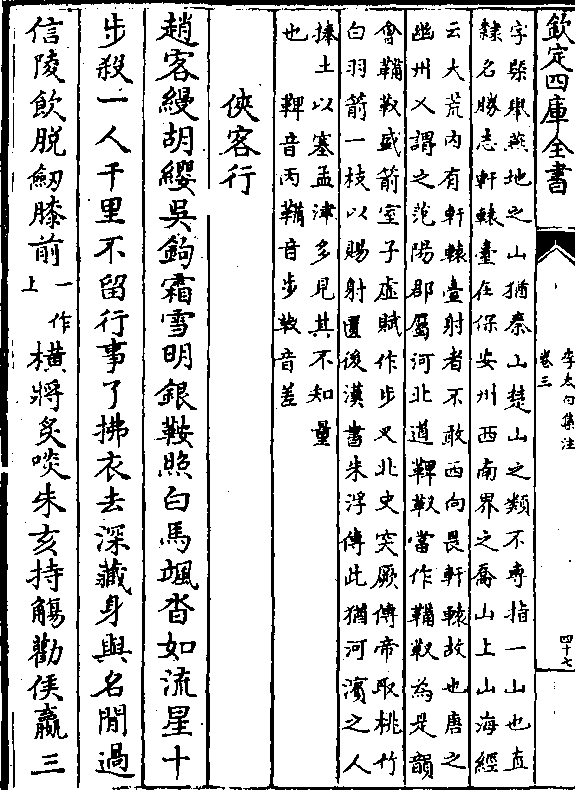 欽定四庫全書
李太白集注
卷三
四十七
字槩舉燕地之山猶秦山楚山之類不專指一山也直
隸名勝志軒轅臺在保安州西南界之喬山上山海經
云大荒内有軒轅臺射者不敢西向畏軒轅故也唐之
幽州又謂之范陽郡屬河北道鞞靫當作鞴靫為是韻
會鞴靫盛箭室子虛賦作步叉北史突厥傳帝取桃竹
白羽箭一枝以賜射匱後漢書朱浮傳此猶河濱之人
捧土以塞孟津多見其不知量
也 鞞音丙鞴音步靫音差
俠客行
趙客縵胡纓吳鉤霜雪明銀鞍照白馬颯沓如流星十
步殺一人千里不留行事了拂衣去深藏身與名閒過
信陵飲脱劒膝前一作上橫將炙啖朱亥持觴勸侯嬴三